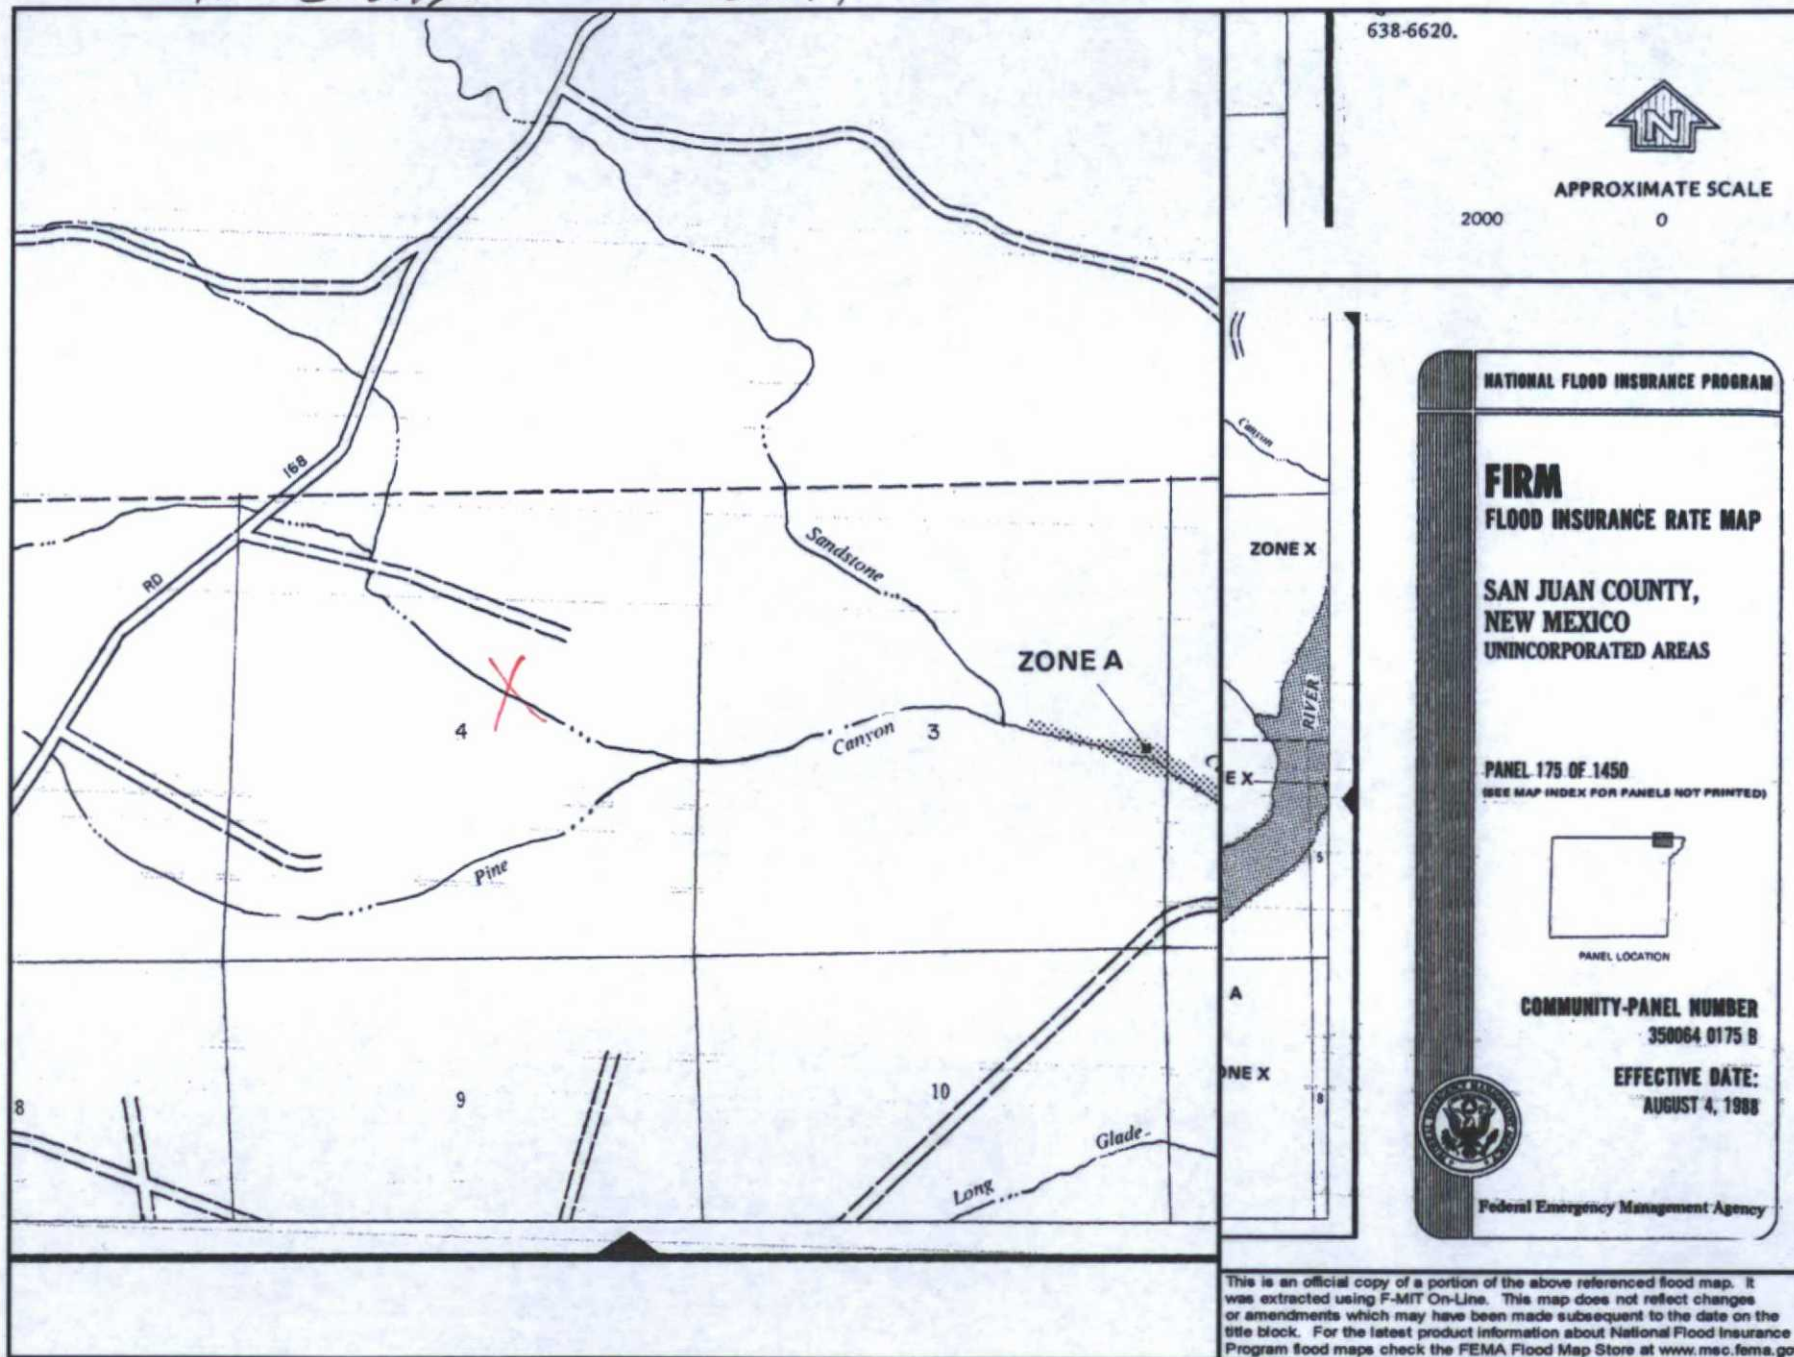 638-6620.
N
APPROXIMATE SCALE
2000 0
168
RD
Sandstone
ZONE A
4
Canyon
3
Pine
8
9
10
Glade
Long
Canyon
ZONE X
RIVER
E X
5
A
ONE X
8
NATIONAL FLOOD INSURANCE PROGRAM
FIRM
FLOOD INSURANCE RATE MAP
SAN JUAN COUNTY,
NEW MEXICO
UNINCORPORATED AREAS
PANEL 175 OF 1450
(SEE MAP INDEX FOR PANELS NOT PRINTED)
PANEL LOCATION
COMMUNITY-PANEL NUMBER
350064 0175 B
EFFECTIVE DATE:
AUGUST 4, 1988
Federal Emergency Management Agency
This is an official copy of a portion of the above referenced flood map. It
was extracted using F-MIT On-Line. This map does not reflect changes
or amendments which may have been made subsequent to the date on the
title block. For the latest product information about National Flood Insurance
Program flood maps check the FEMA Flood Map Store at www.msc.fema.gov